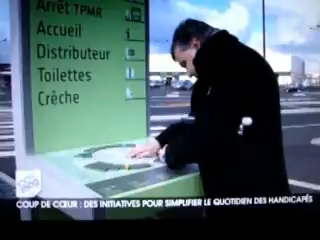 Arrêt TPMR
Accueil
Distributeur
Toilettes
Crèche
COUP DE CŒUR : DES INITIATIVES POUR SIMPLIFIER LE QUOTIDIEN DES HANDICAPÉS